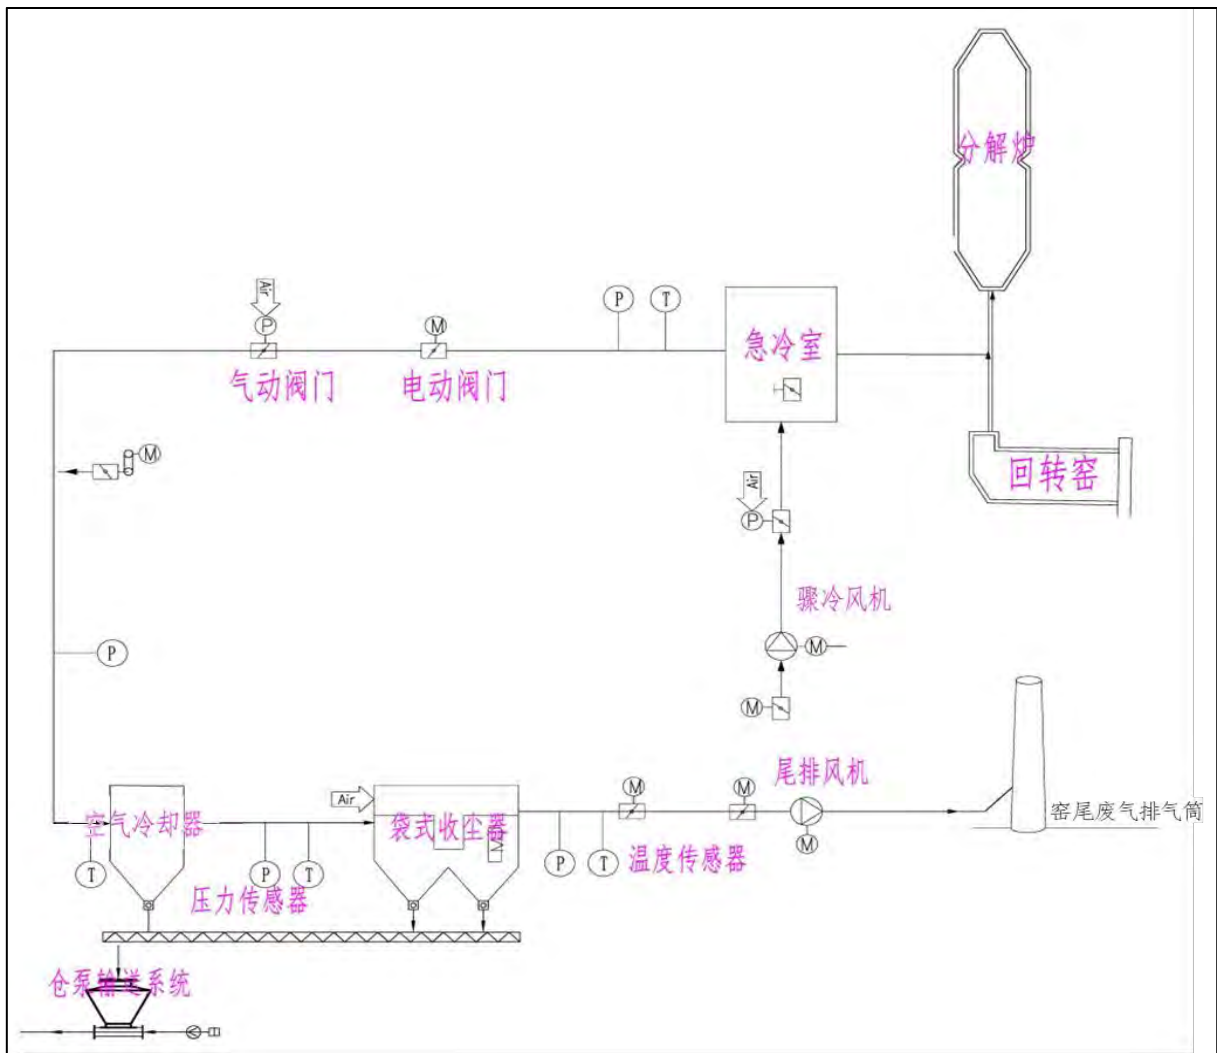 分解炉
Air
P
M
P
T
急冷室
气动阀门
电动阀门
M
回转窑
Air
P
骤冷风机
M
P
M
尾排风机
M
M
Air
空气冷却器
袋式收尘器
M
窑尾废气排气筒
M
T
P
T
P
T
温度传感器
压力传感器
仓泵输送系统